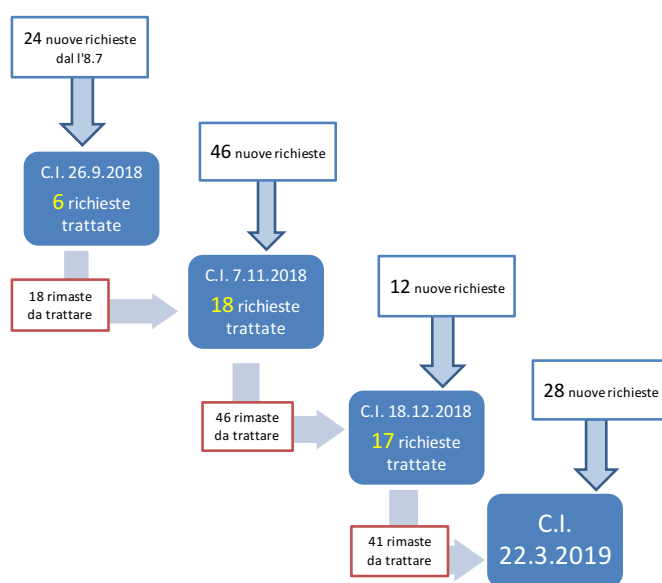 24 nuove richieste
dal l'8.7
C.I. 26.9.2018
6 richieste
trattate
46 nuove richieste
18 rimaste
da trattare
C.I. 7.11.2018
18 richieste
trattate
12 nuove richieste
46 rimaste
da trattare
C.I. 18.12.2018
17 richieste
trattate
28 nuove richieste
41 rimaste
da trattare
C.I.
22.3.2019